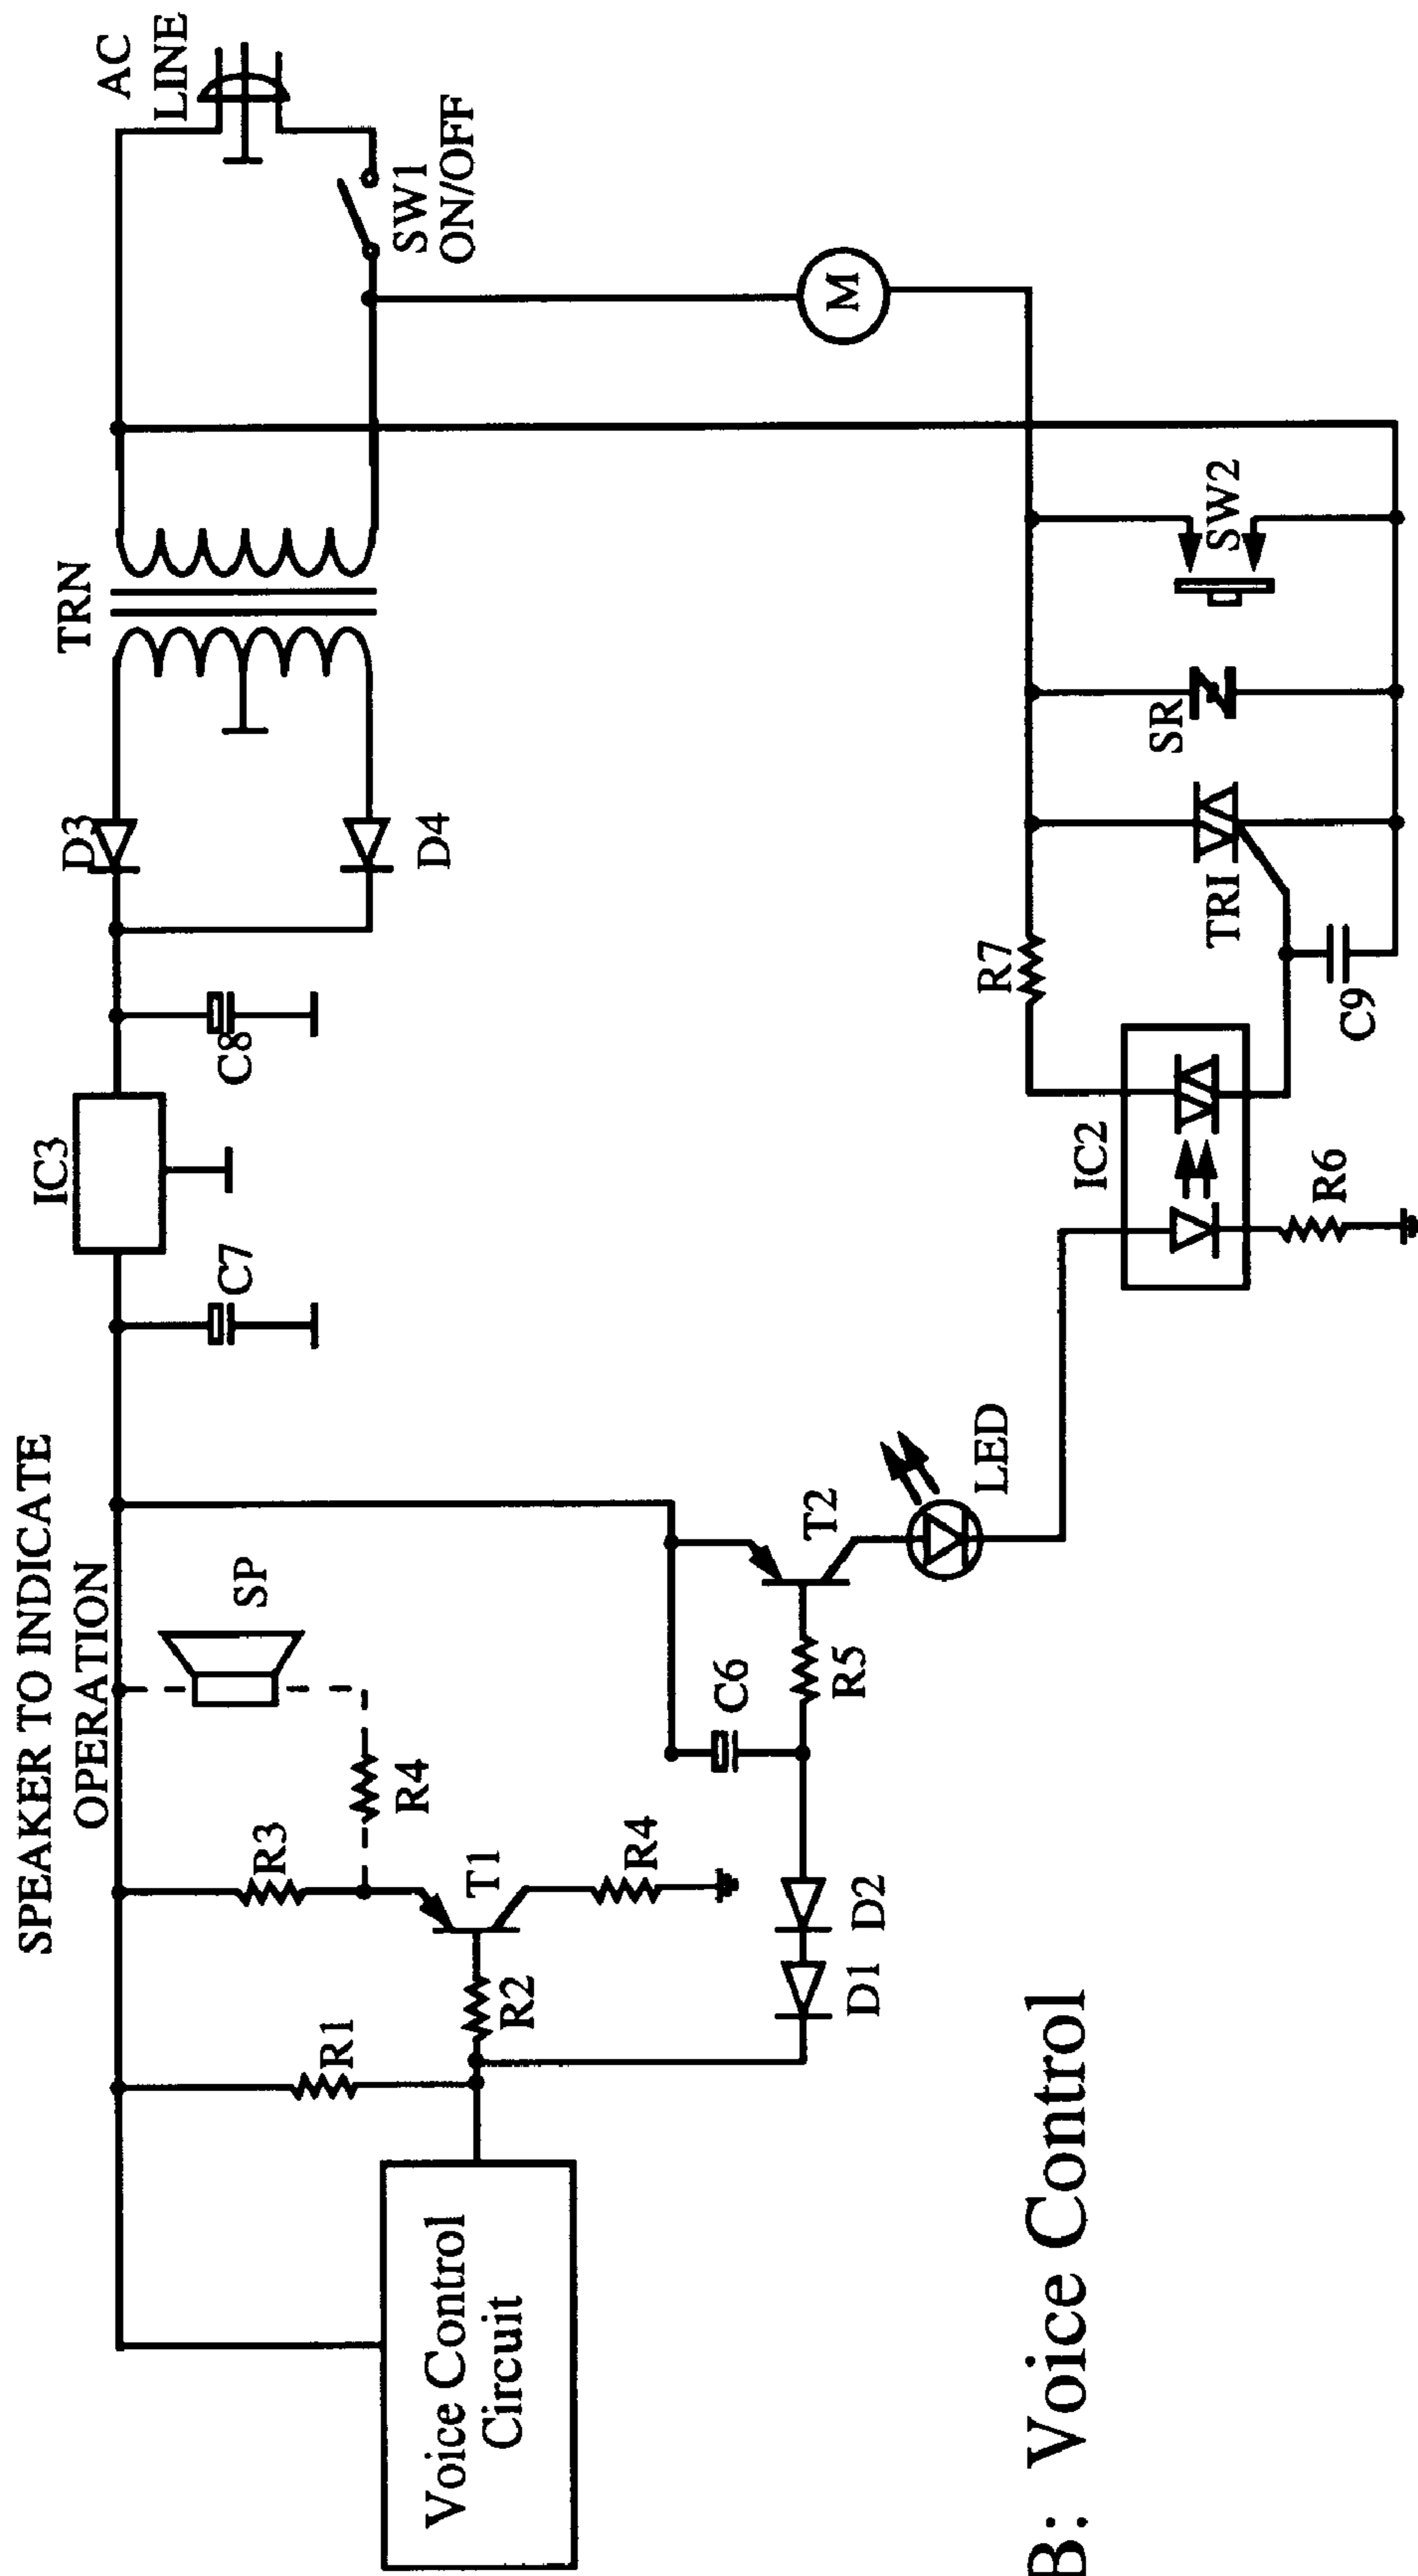 SPEAKER TO INDICATE
OPERATION
IC3
D3
TRN
AC
LINE
SP
C7
C8
R3
R1
R4
D4
SW1
ON/OFF
Voice Control
Circuit
R2
T1
R4
C6
T2
M
D1
D2
R5
LED
R7
B: Voice Control
IC2
TRI
SR
SW2
R6
C9